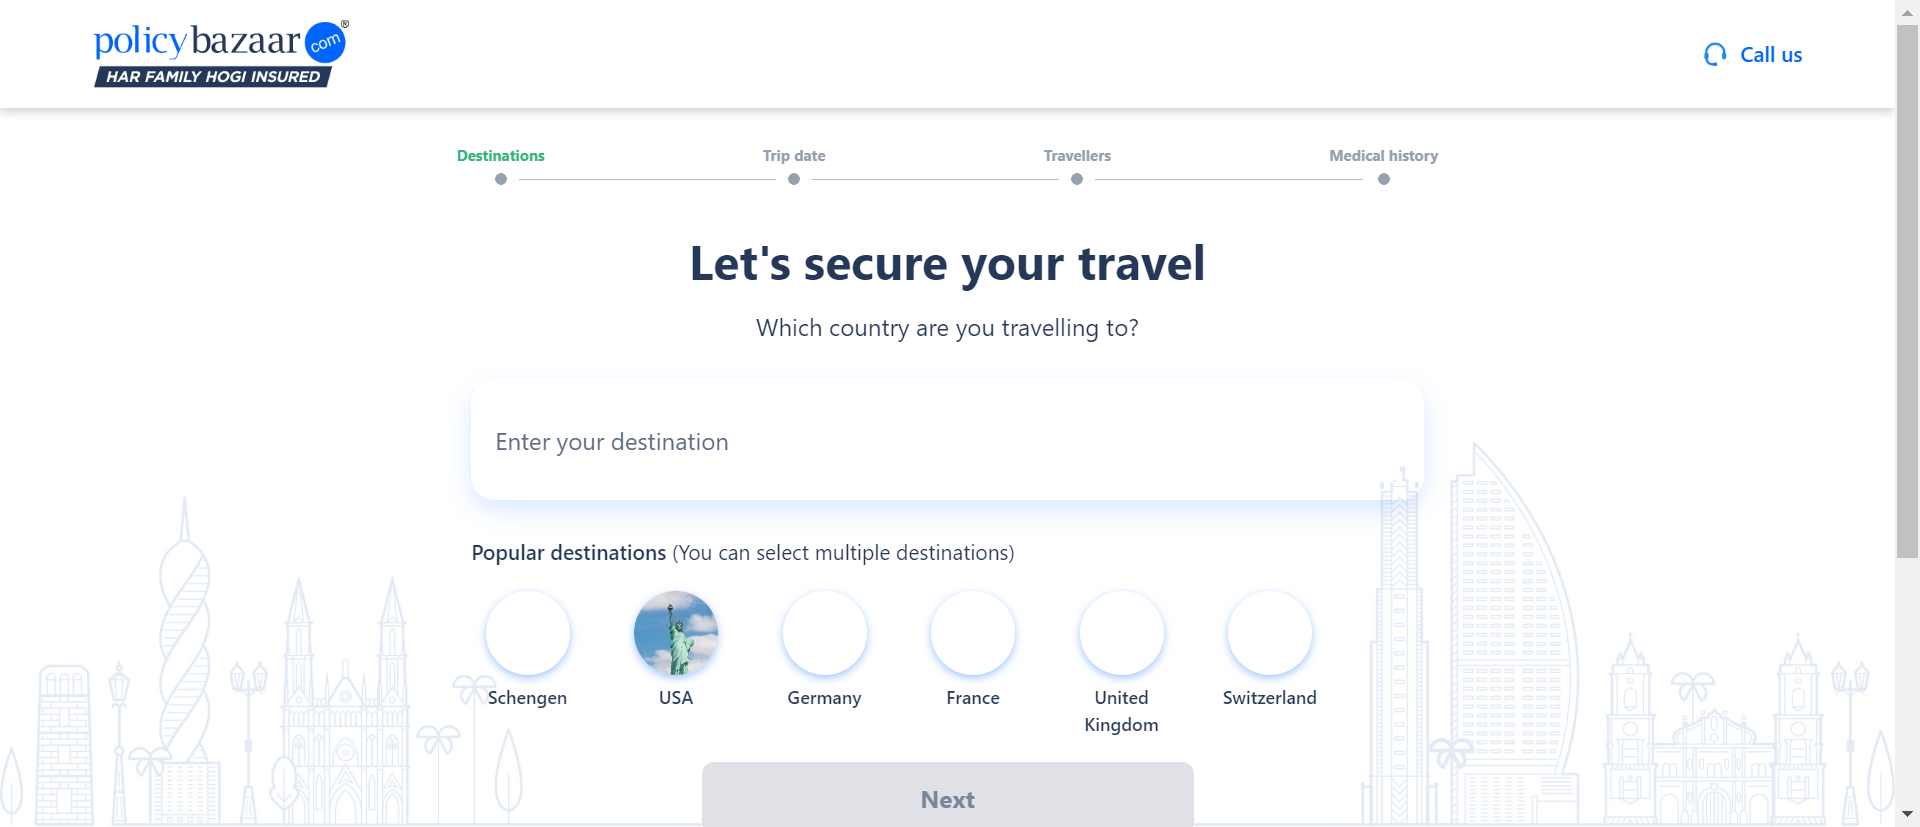 policybazaar com ®
HAR FAMILY HOGI INSURED
Call us
Destinations
Trip date
Travellers
Medical history
Let's secure your travel
Which country are you travelling to?
Enter your destination
Popular destinations (You can select multiple destinations)
Schengen
USA
Germany
France
United
Kingdom
Switzerland
Next